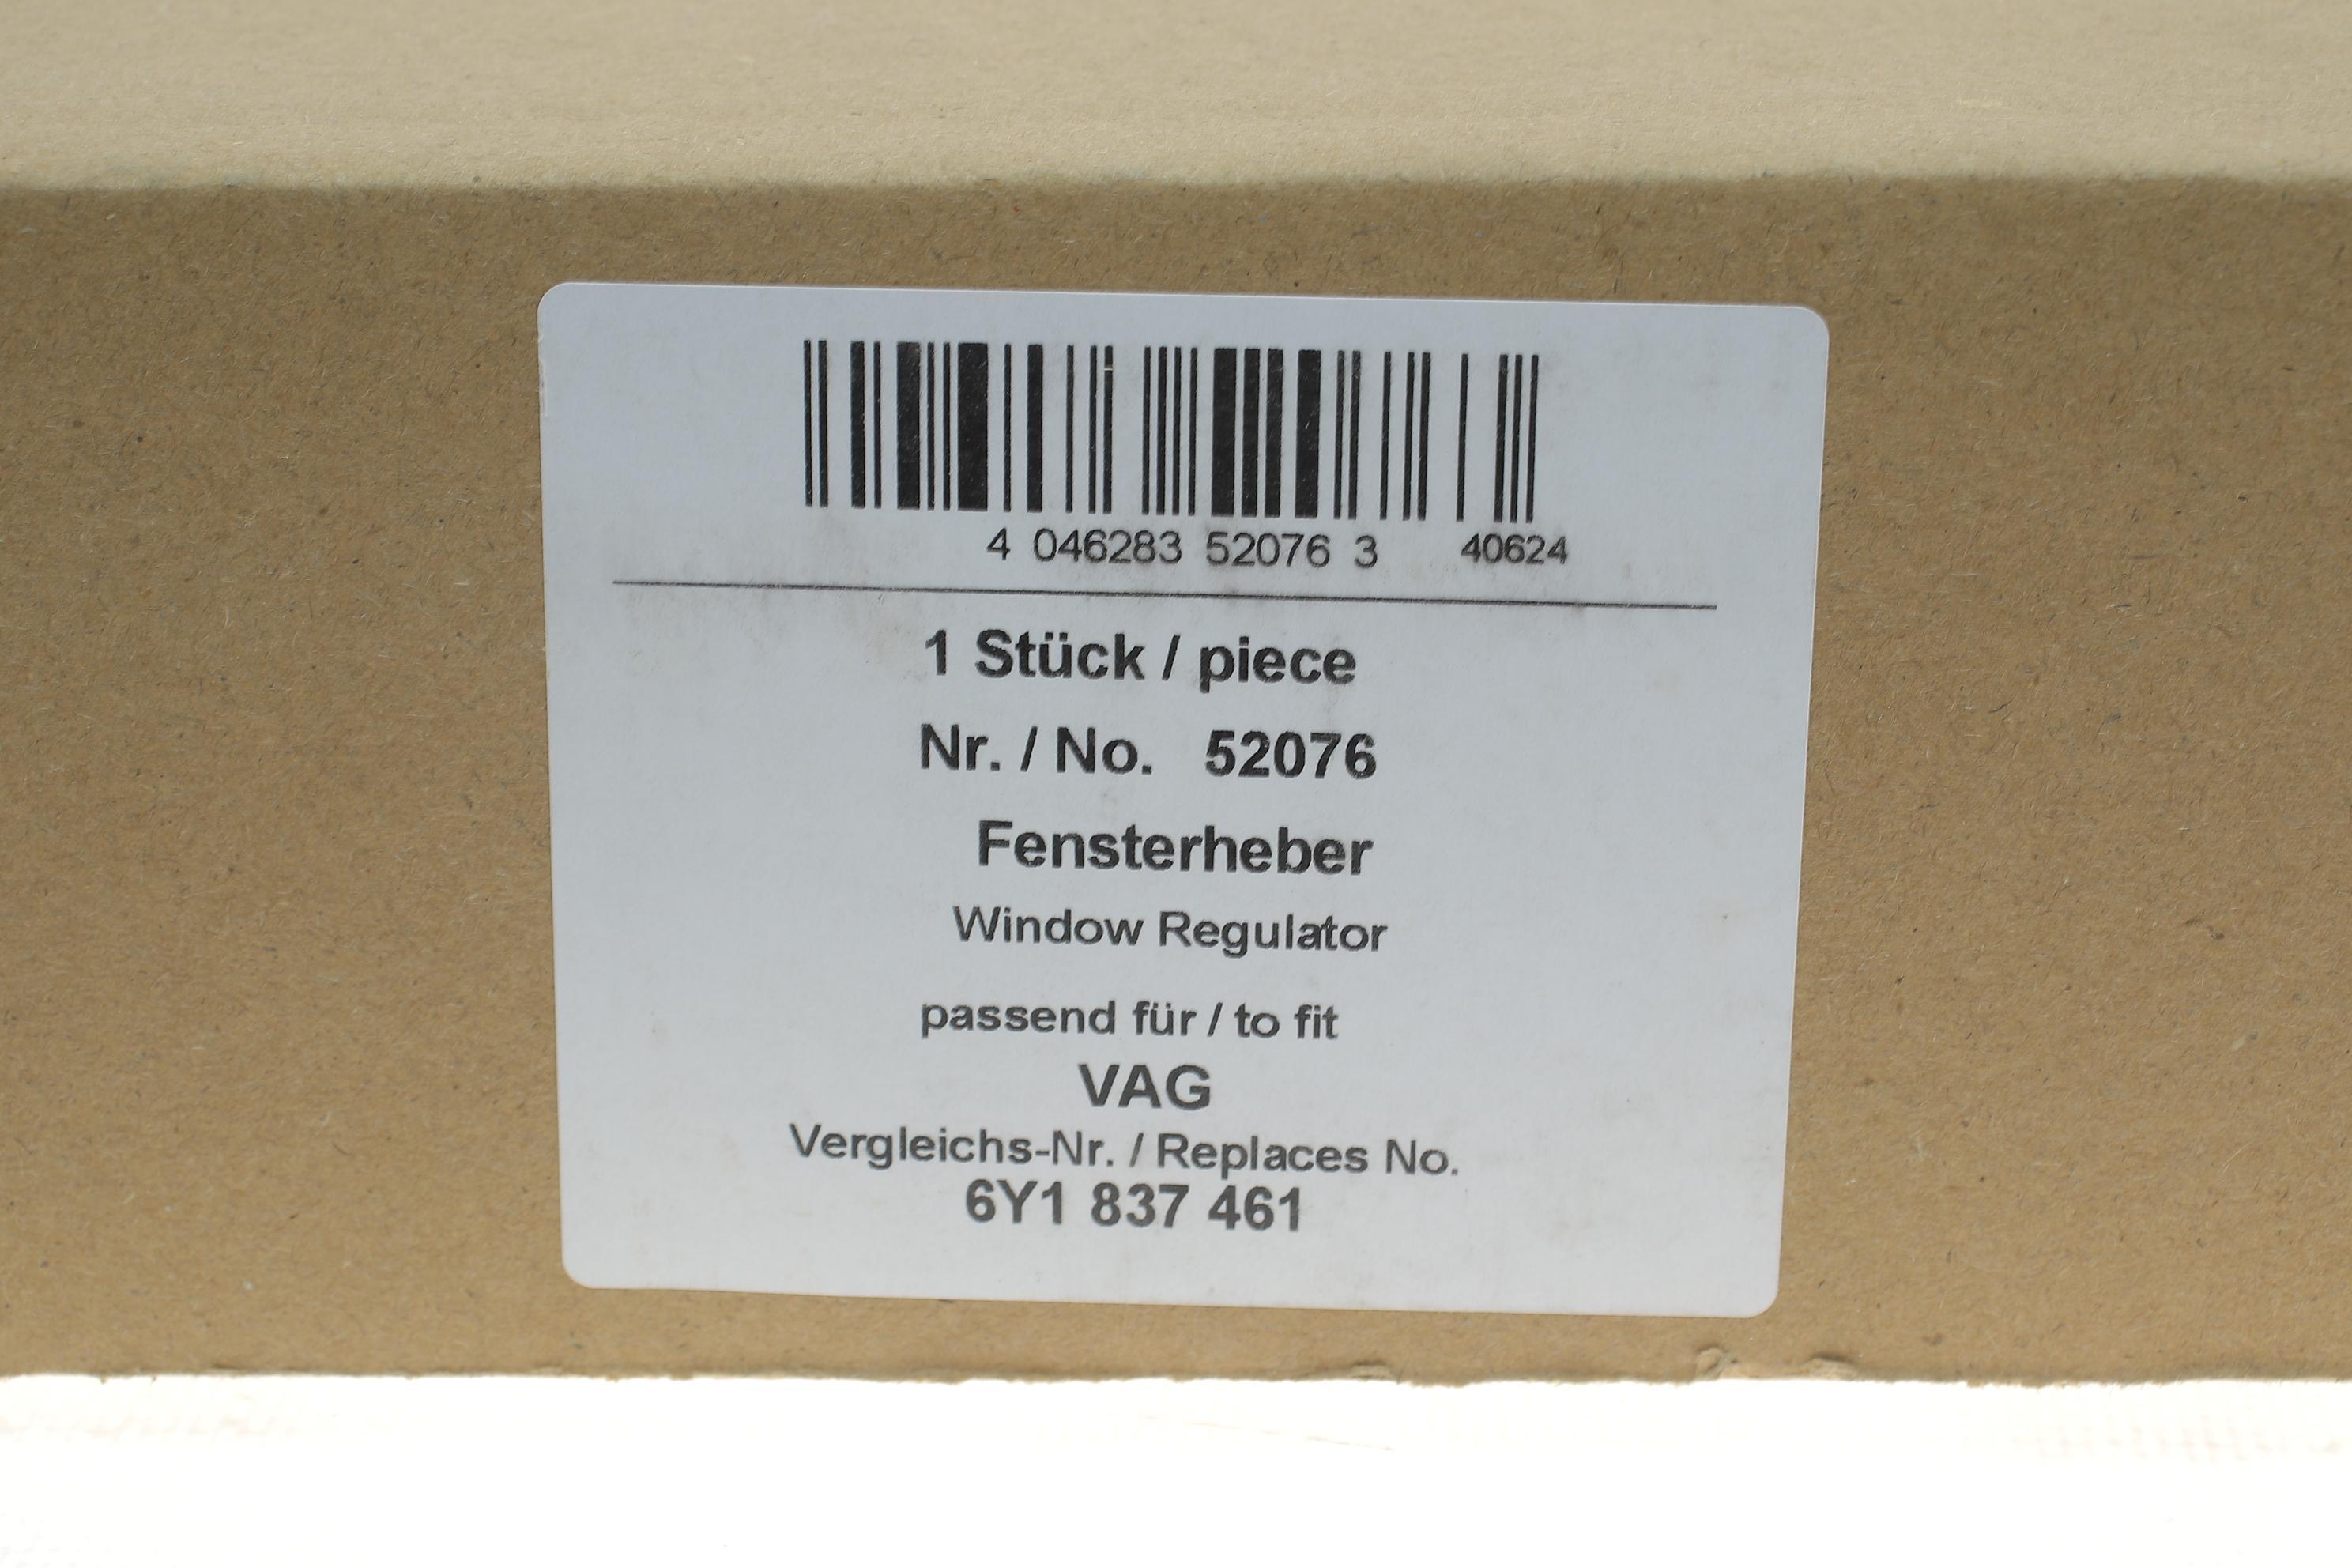 4 046283 52076 3 40624
1 Stück / piece
Nr. / No. 52076
Fensterheber
Window Regulator
passend für / to fit
VAG
Vergleichs-Nr. / Replaces No.
6Y1 837 461